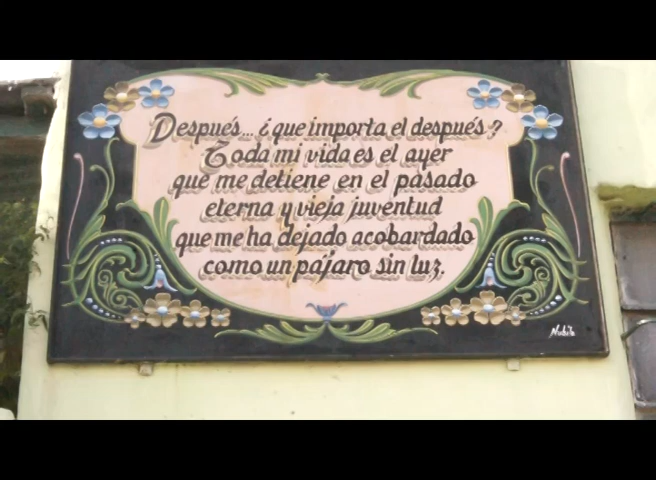 Después... ¿que importa el después?
Toda mi vida es el ayer
que me detiene en el pasado
eterna y vieja juventud
que me ha dejado acobardado
como un pájaro sin luz.